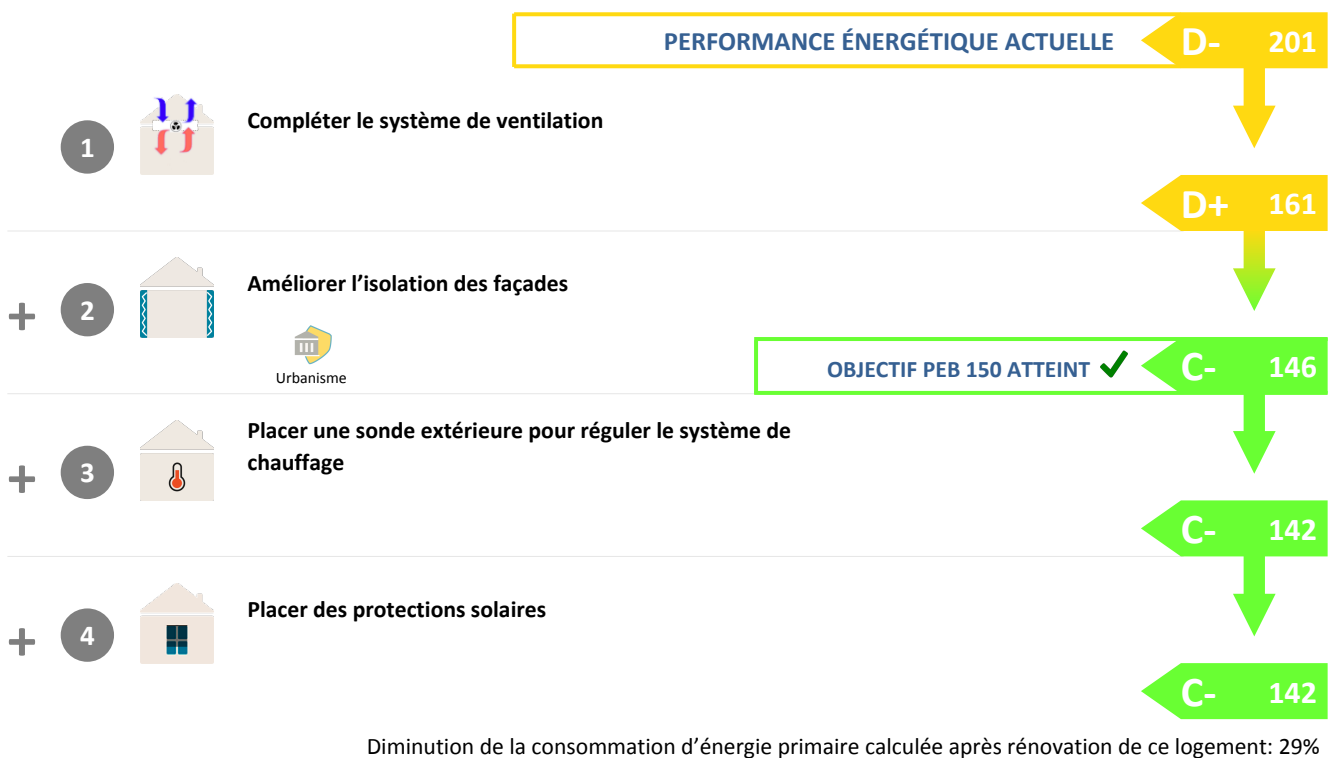 PERFORMANCE ÉNERGÉTIQUE ACTUELLE D- 201
1 Compléter le système de ventilation
D+ 161
+ 2 Améliorer l'isolation des façades
Urbanisme
OBJECTIF PEB 150 ATTEINT ✓ C- 146
+ 3 Placer une sonde extérieure pour réguler le système de
chauffage
C- 142
+ 4 Placer des protections solaires
C- 142
Diminution de la consommation d'énergie primaire calculée après rénovation de ce logement: 29%